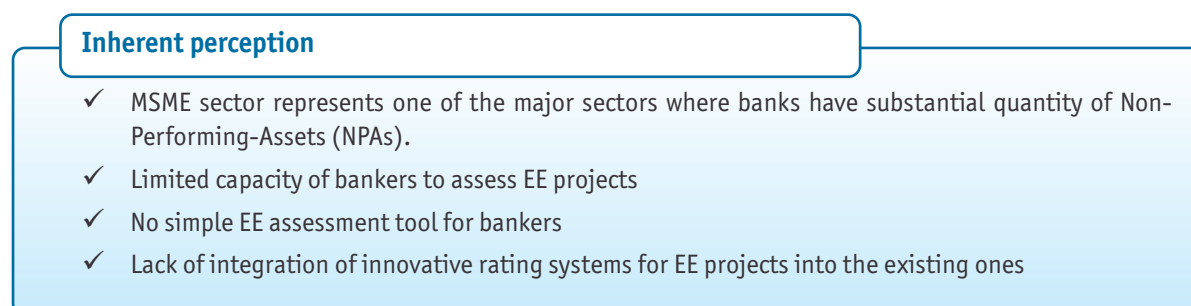 Inherent perception
✓ MSME sector represents one of the major sectors where banks have substantial quantity of Non-
Performing-Assets (NPAs).
✓ Limited capacity of bankers to assess EE projects
✓ No simple EE assessment tool for bankers
✓ Lack of integration of innovative rating systems for EE projects into the existing ones